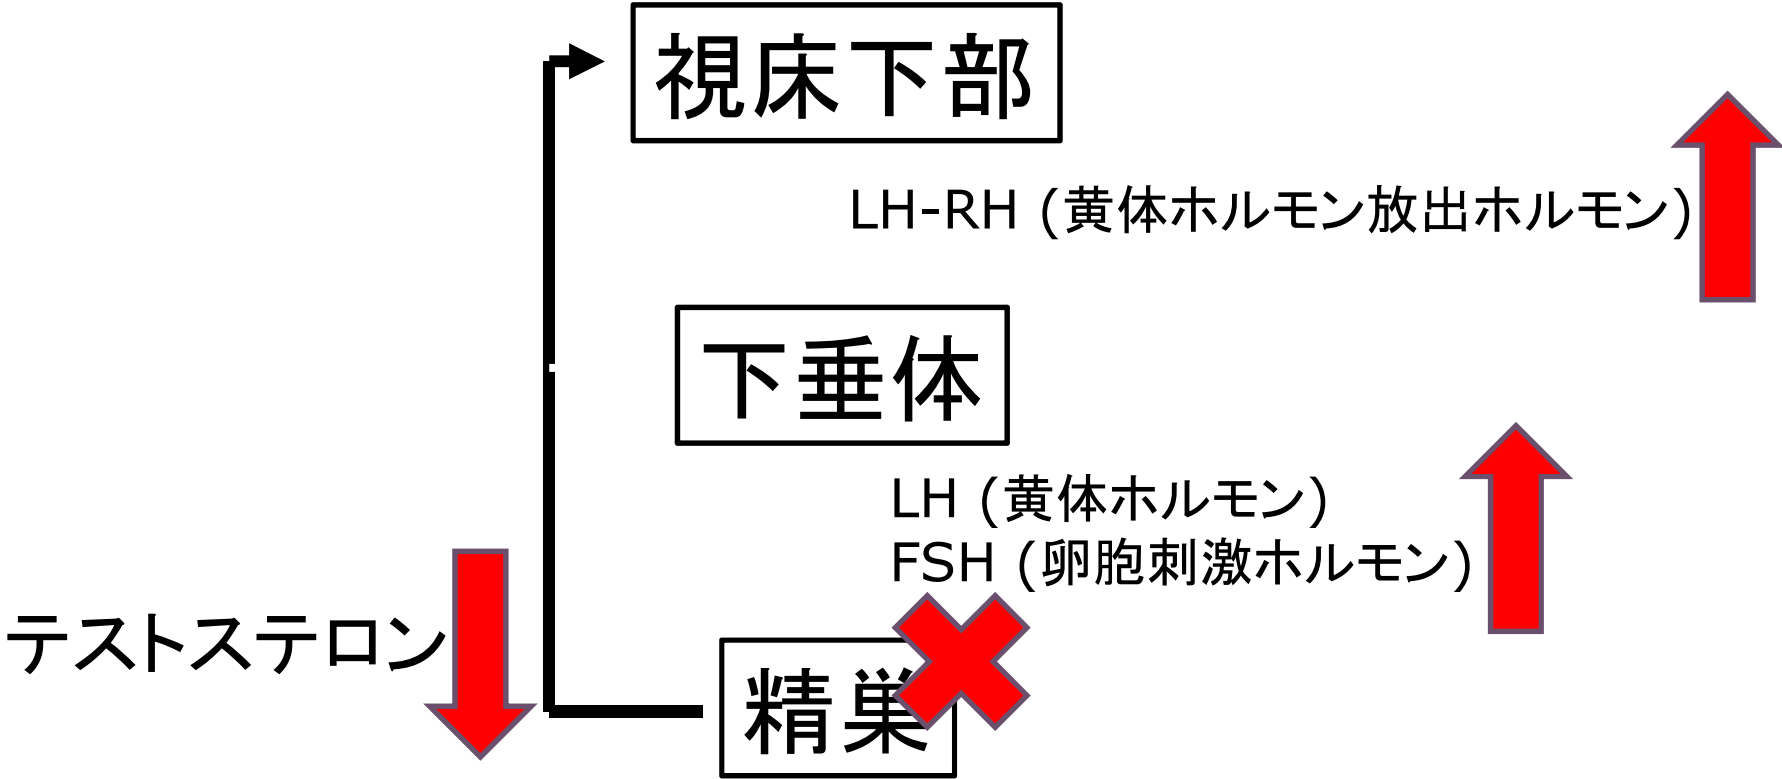 視床下部
LH-RH (黄体ホルモン放出ホルモン)
下垂体
LH (黄体ホルモン)
FSH (卵胞刺激ホルモン)
テストステロン
精巣